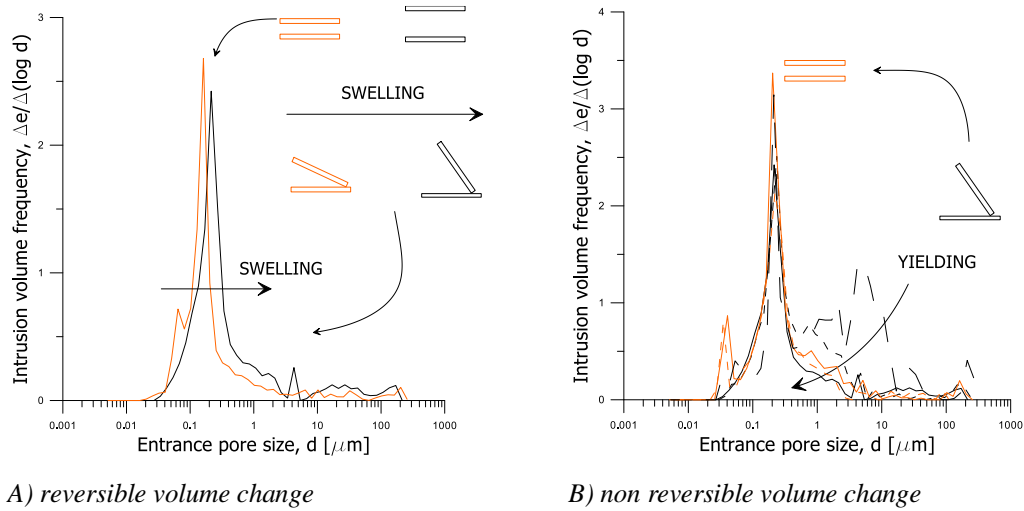 Intrusion volume frequency, Δe/Δ(log d)
3
2
1
0
SWELLING
SWELLING
0.001 0.01 0.1 1 10 100 1000
Entrance pore size, d [μm]
A) reversible volume change
Intrusion volume frequency, Δe/Δ(log d)
4
3
2
1
0
YIELDING
0.001 0.01 0.1 1 10 100 1000
Entrance pore size, d [μm]
B) non reversible volume change